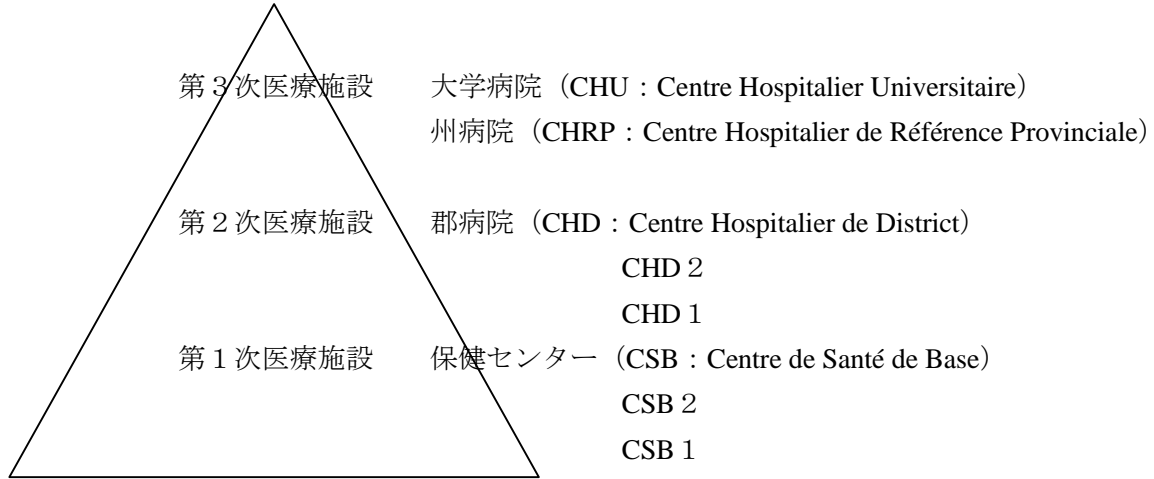 第３次医療施設 大学病院（CHU：Centre Hospitalier Universitaire）
州病院（CHRP：Centre Hospitalier de Référence Provinciale）
第２次医療施設 郡病院（CHD：Centre Hospitalier de District）
CHD２
CHD１
第１次医療施設 保健センター（CSB：Centre de Santé de Base）
CSB２
CSB１